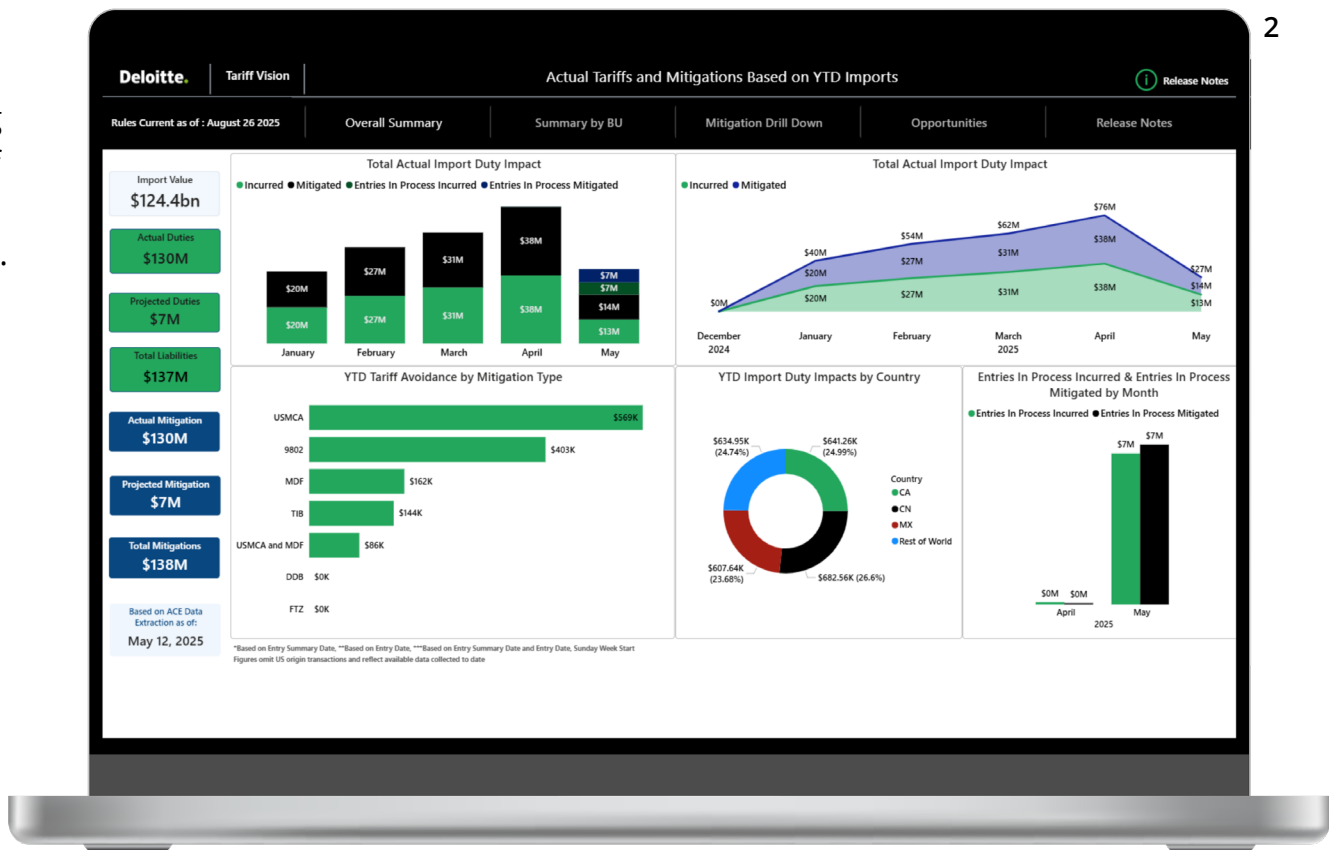 2
Deloitte.
Tariff Vision
Actual Tariffs and Mitigations Based on YTD Imports
i
Release Notes
Rules Current as of : August 26 2025
Overall Summary
Summary by BU
Mitigation Drill Down
Opportunities
Release Notes
Import Value
$124.4bn
Actual Duties
$130M
Projected Duties
$7M
Total Liabilities
$137M
Actual Mitigation
$130M
Projected Mitigation
$7M
Total Mitigations
$138M
Based on ACE Data
Extraction as of:
May 12, 2025
Total Actual Import Duty Impact
Incurred Mitigated Entries In Process Incurred Entries In Process Mitigated
$38M
$27M
$31M
$20M
$7M
$7M
$14M
$20M
$27M
$31M
$38M
$13M
January February March April May
Total Actual Import Duty Impact
Incurred Mitigated
$76M
$62M
$54M
$40M
$38M
$31M
$27M
$20M
$27M
$14M
$13M
$0M
$20M
$27M
$31M
$38M
December January February March April May
2024 2025
YTD Tariff Avoidance by Mitigation Type
USMCA $569K
9802 $403K
MDF $162K
TIB $144K
USMCA and MDF $86K
DDB $0K
FTZ $0K
YTD Import Duty Impacts by Country
$634.95K
(24.74%)
$641.26K
(24.99%)
$607.64K
(23.68%)
$682.56K (26.6%)
Country
CA
CN
MX
Rest of World
Entries In Process Incurred & Entries In Process
Mitigated by Month
Entries In Process Incurred Entries In Process Mitigated
$7M $7M
$0M $0M
April May
2025
*Based on Entry Summary Date, **Based on Entry Date, ***Based on Entry Summary Date and Entry Date, Sunday Week Start
Figures omit US origin transactions and reflect available data collected to date